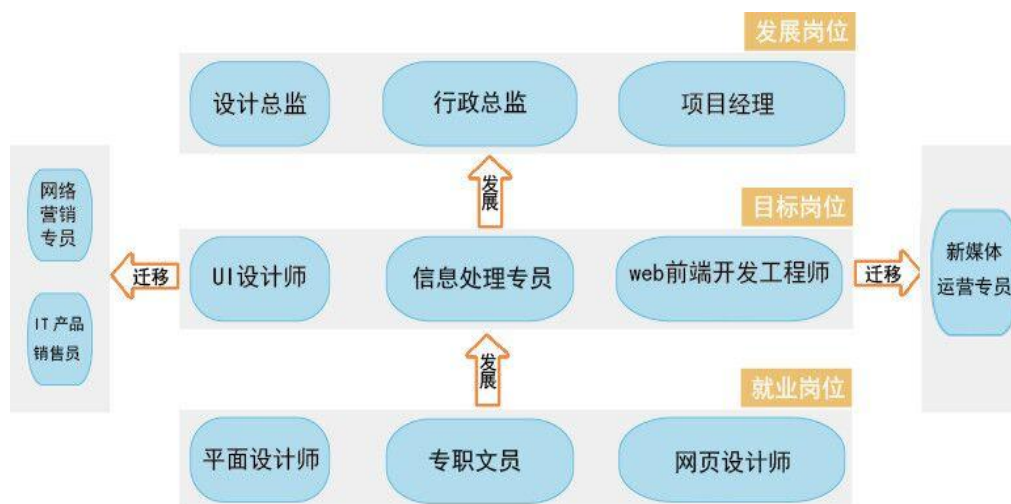 发展岗位
设计总监
行政总监
项目经理
发展
目标岗位
网络
营销
专员
IT产品
销售员
迁移
UI设计师
信息处理专员
web前端开发工程师
迁移
新媒体
运营专员
发展
就业岗位
平面设计师
专职文员
网页设计师